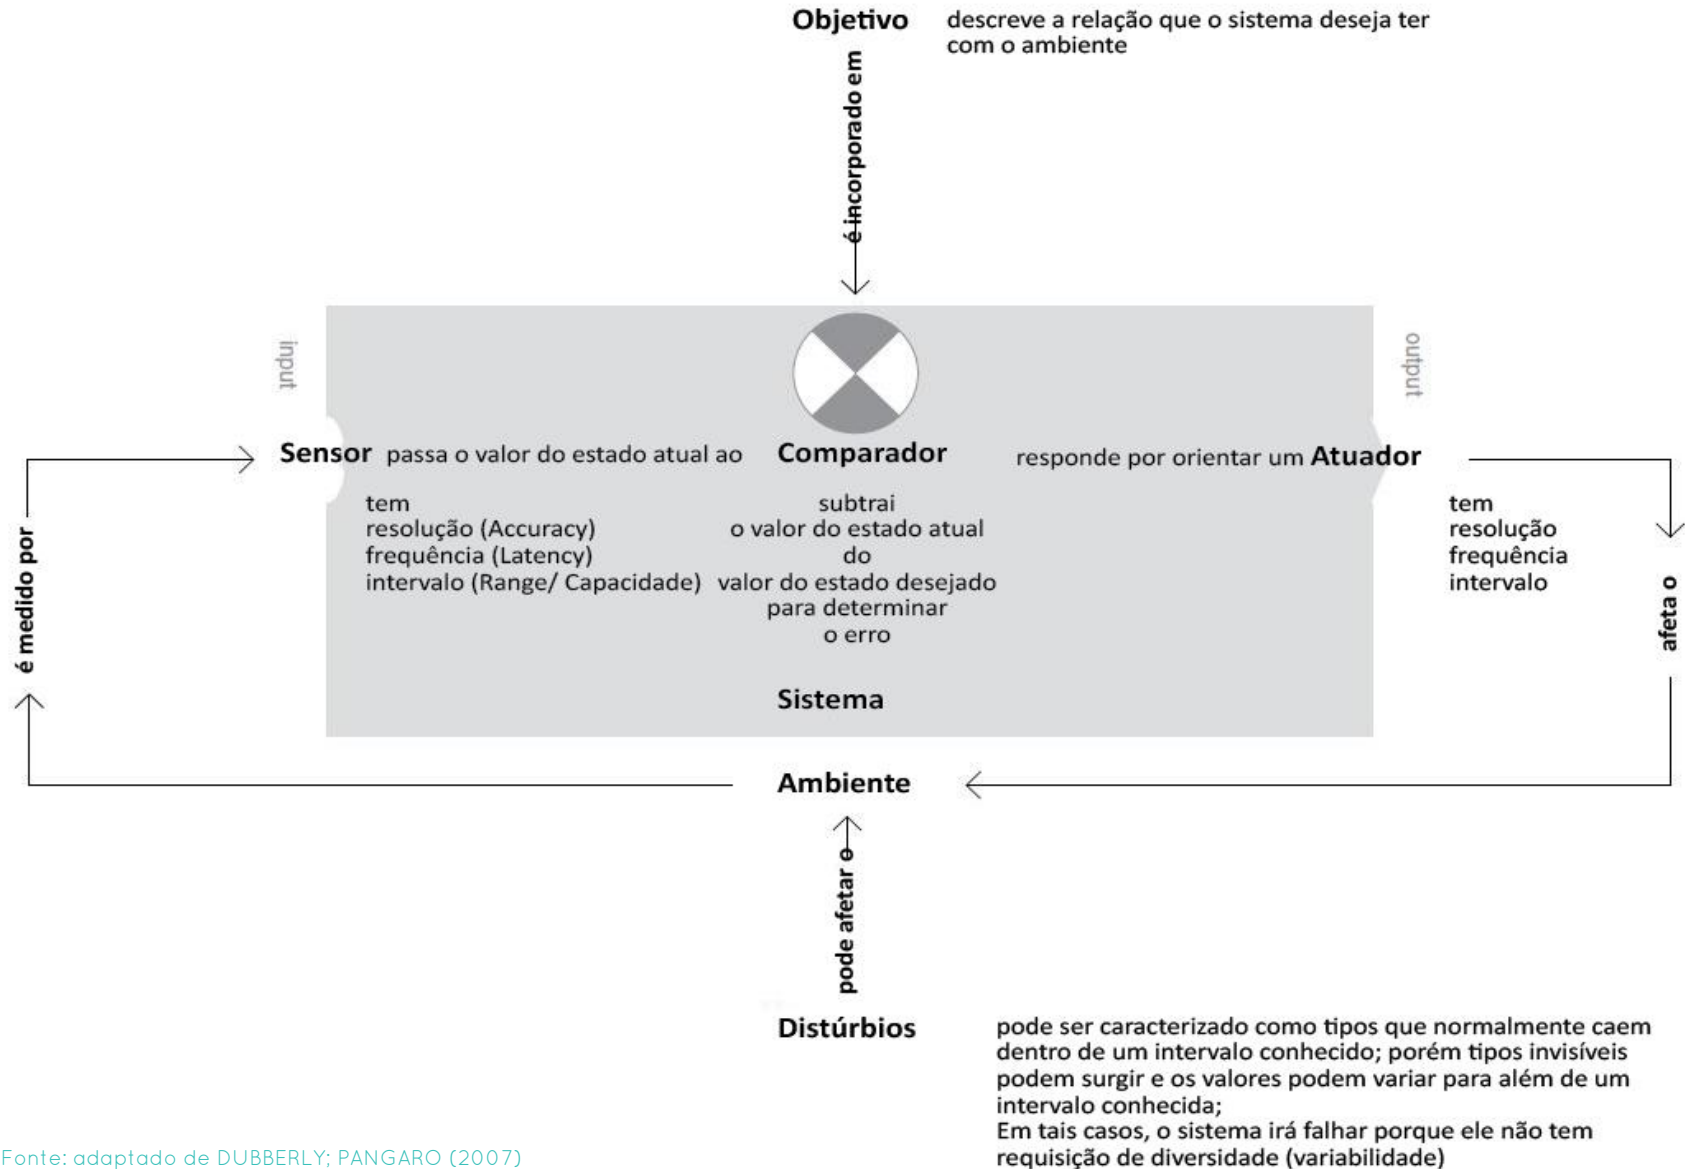 Objetivo
descreve a relação que o sistema deseja ter
com o ambiente
é incorporado em
input
output
Sensor passa o valor do estado atual ao Comparador responde por orientar um Atuador
tem
resolução (Accuracy)
frequência (Latency)
intervalo (Range/ Capacidade)
subtrai
o valor do estado atual
do
valor do estado desejado
para determinar
o erro
tem
resolução
frequência
intervalo
é medido por
afeta o
Sistema
Ambiente
pode afetar o
Distúrbios
pode ser caracterizado como tipos que normalmente caem
dentro de um intervalo conhecido; porém tipos invisíveis
podem surgir e os valores podem variar para além de um
intervalo conhecida;
Em tais casos, o sistema irá falhar porque ele não tem
requisição de diversidade (variabilidade)
Fonte: adaptado de DUBBERLY; PANGARO (2007)